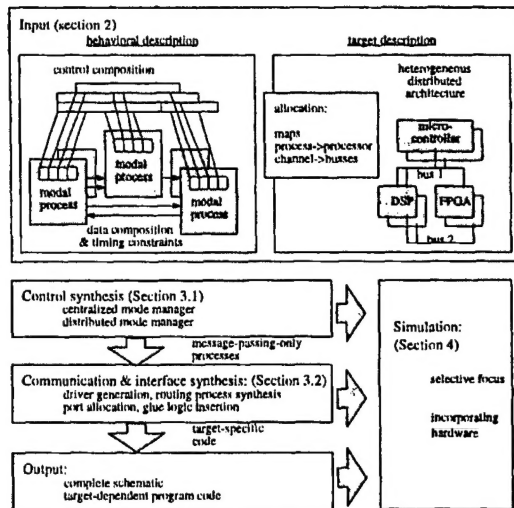 Input (section 2)
behavioral description
control composition
modal
process
modal
process
modal
process
data composition
& timing constraints
target description
heterogeneous
distributed
architecture
allocation:
maps
process->processor
channel->busses
micro-
controller
bus 1
DSP
FPGA
bus 2
Control synthesis (Section 3.1)
centralized mode manager
distributed mode manager
message-passing-only
processes
Communication & interface synthesis: (Section 3.2)
driver generation, routing process synthesis
port allocation, glue logic insertion
target-specific
code
Output:
complete schematic
target-dependent program code
Simulation:
(Section 4)
selective focus
incorporating
hardware